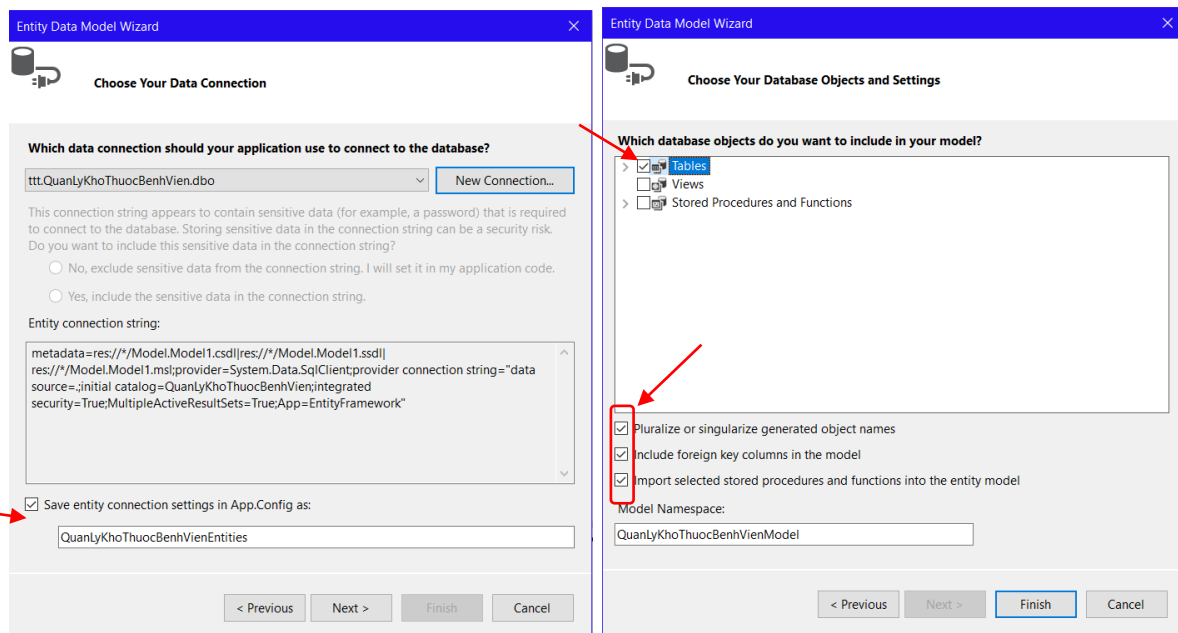 Entity Data Model Wizard
Choose Your Data Connection
Which data connection should your application use to connect to the database?
ttt.QuanLyKhoThuocBenhVien.dbo
New Connection...
This connection string appears to contain sensitive data (for example, a password) that is required
to connect to the database. Storing sensitive data in the connection string can be a security risk.
Do you want to include this sensitive data in the connection string?
No, exclude sensitive data from the connection string. I will set it in my application code.
Yes, include the sensitive data in the connection string.
Entity connection string:
metadata=res://*/Model.Model1.csdl|res://*/Model.Model1.ssdl|
res://*/Model.Model1.msl;provider=System.Data.SqlClient;provider connection string="data
source=.;initial catalog=QuanLyKhoThuocBenhVien;integrated
security=True;MultipleActiveResultSets=True;App=EntityFramework"
Save entity connection settings in App.Config as:
QuanLyKhoThuocBenhVienEntities
< Previous
Next >
Finish
Cancel
Entity Data Model Wizard
Choose Your Database Objects and Settings
Which database objects do you want to include in your model?
Tables
Views
Stored Procedures and Functions
Pluralize or singularize generated object names
Include foreign key columns in the model
Import selected stored procedures and functions into the entity model
Model Namespace:
QuanLyKhoThuocBenhVienModel
< Previous
Next >
Finish
Cancel